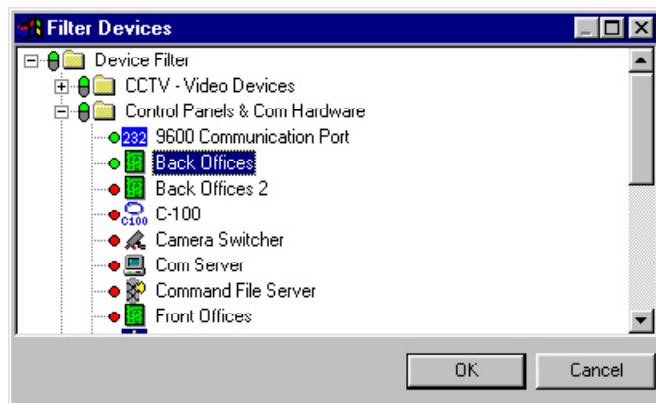 Filter Devices
Device Filter
CCTV - Video Devices
Control Panels & Com Hardware
232 9600 Communication Port
Back Offices
Back Offices 2
C100 C-100
Camera Switcher
Com Server
Command File Server
Front Offices
OK Cancel